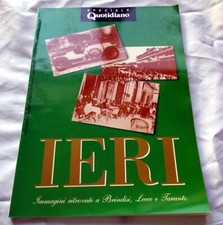 SPECIALE
Quotidiano
IERI
Immagini ritrovate a Brindisi, Lecce e Taranto